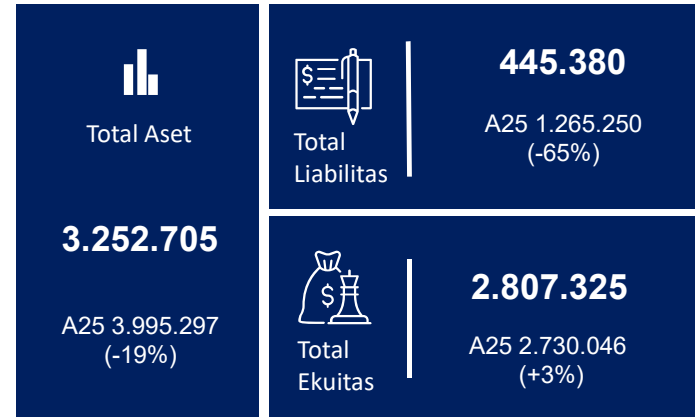 Total Aset
3.252.705
A25 3.995.297
(-19%)
$
Total
Liabilitas
445.380
A25 1.265.250
(-65%)
$
Total
Ekuitas
2.807.325
A25 2.730.046
(+3%)